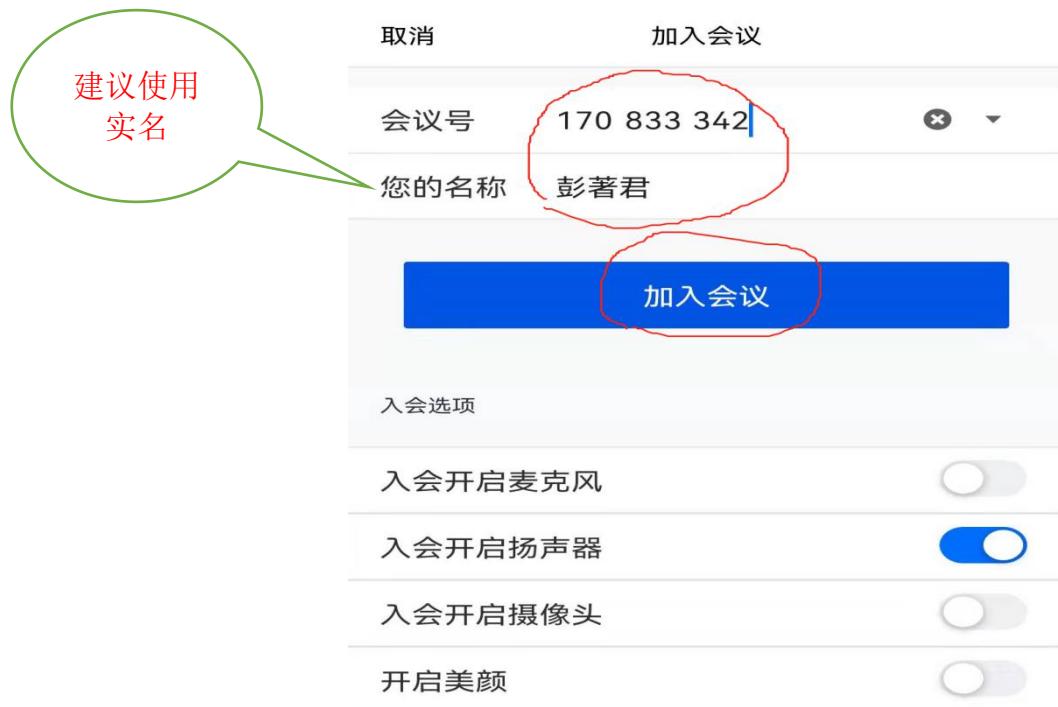 取消 加入会议
建议使用
实名
会议号 170 833 342
您的名称 彭著君
加入会议
入会选项
入会开启麦克风
入会开启扬声器
入会开启摄像头
开启美颜